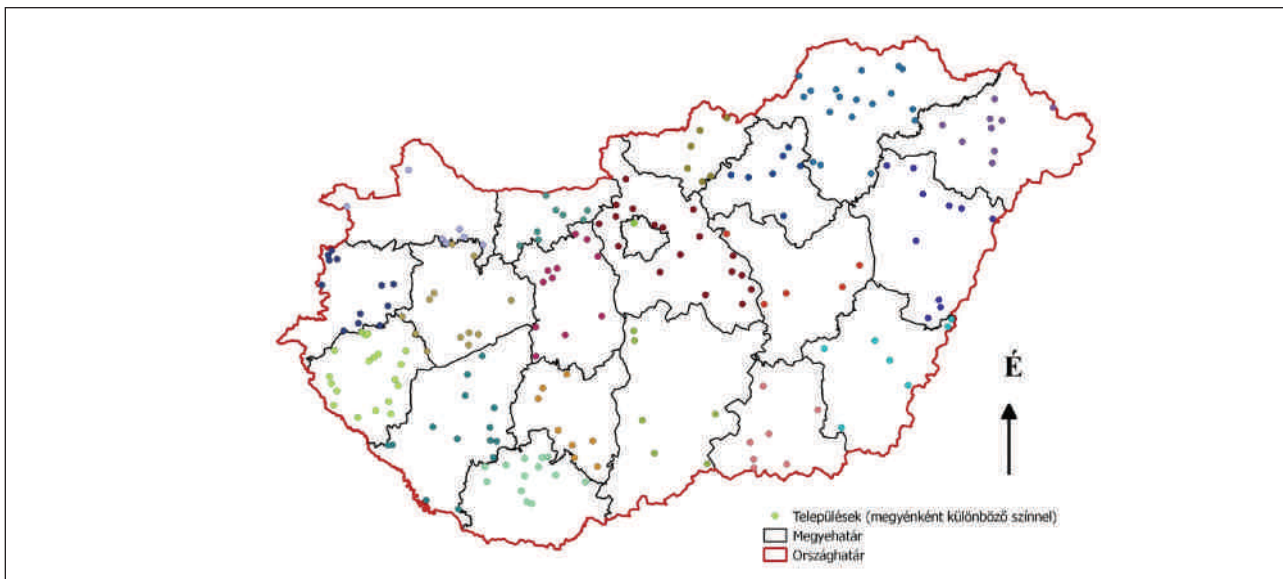 É
Települések (megyénként különböző színnel)
Megyehatár
Országhatár